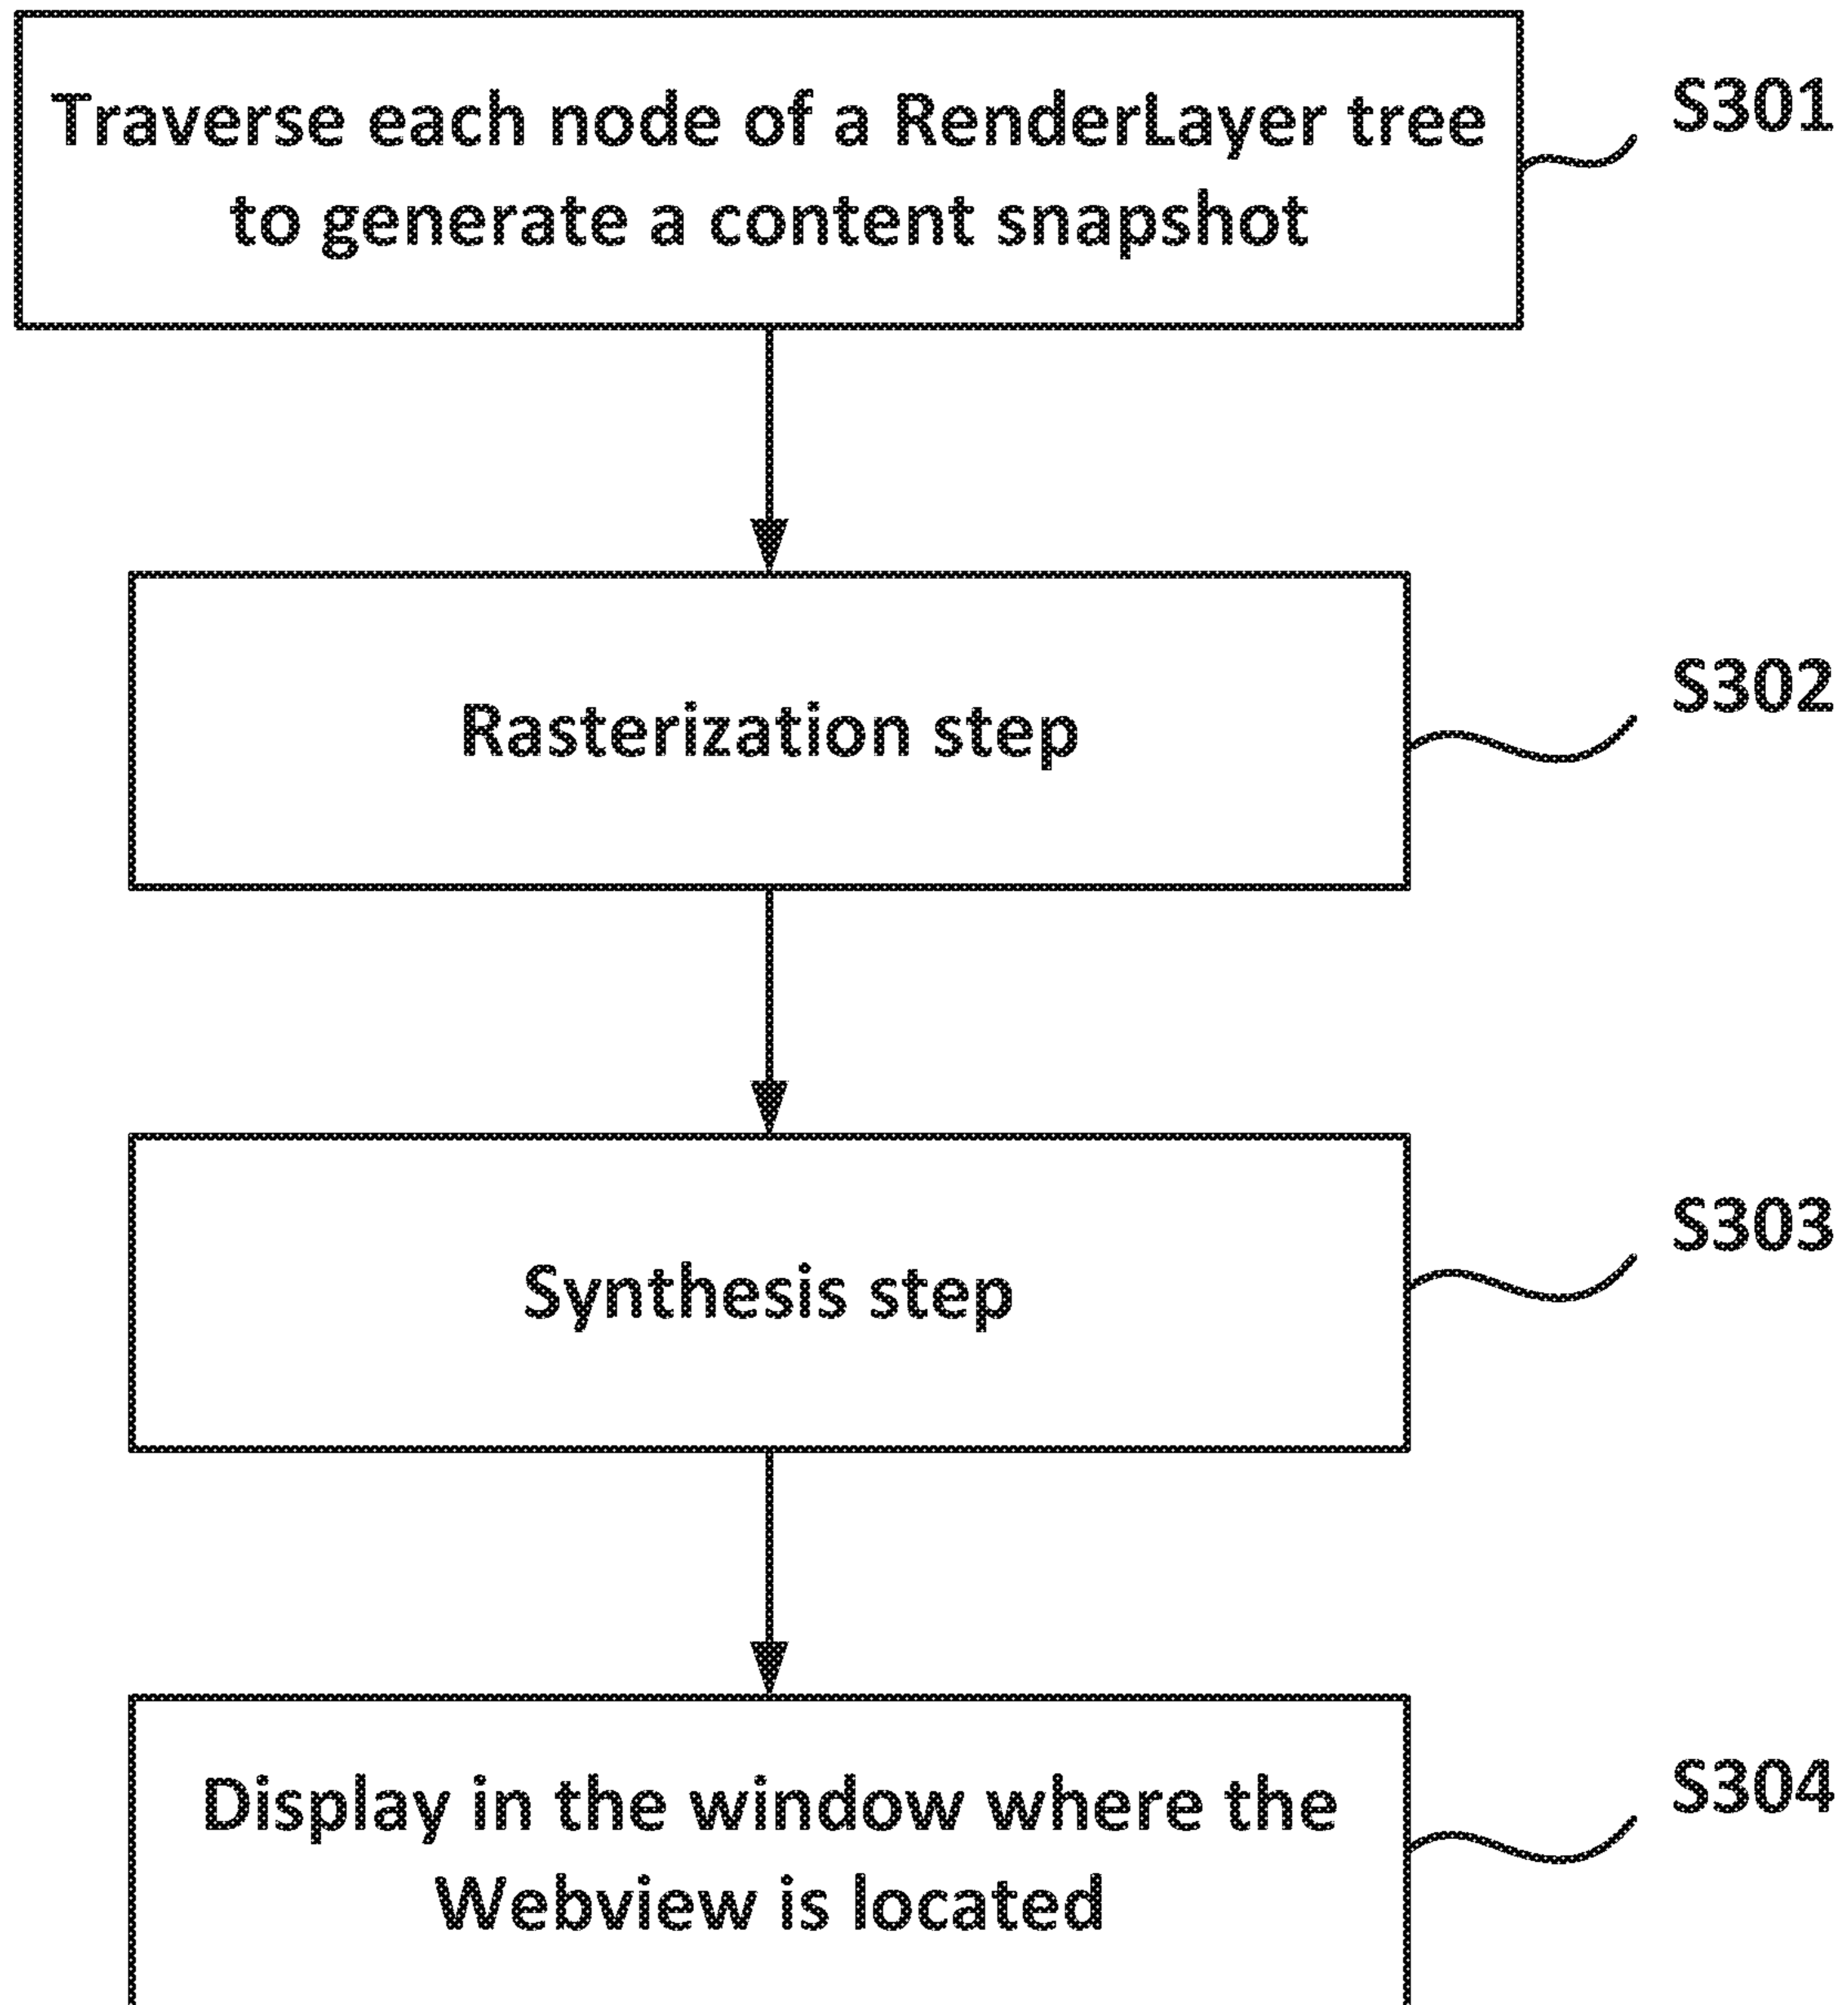 Traverse each node of a RenderLayer tree
to generate a content snapshot
S301
Rasterization step
S302
Synthesis step
S303
Display in the window where the
Webview is located
S304